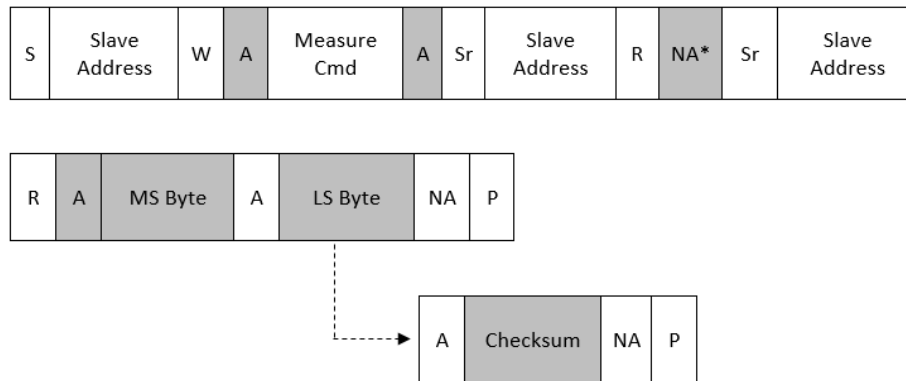 S Slave Address W A Measure Cmd A Sr Slave Address R NA* Sr Slave Address
R A MS Byte A LS Byte NA P
A Checksum NA P